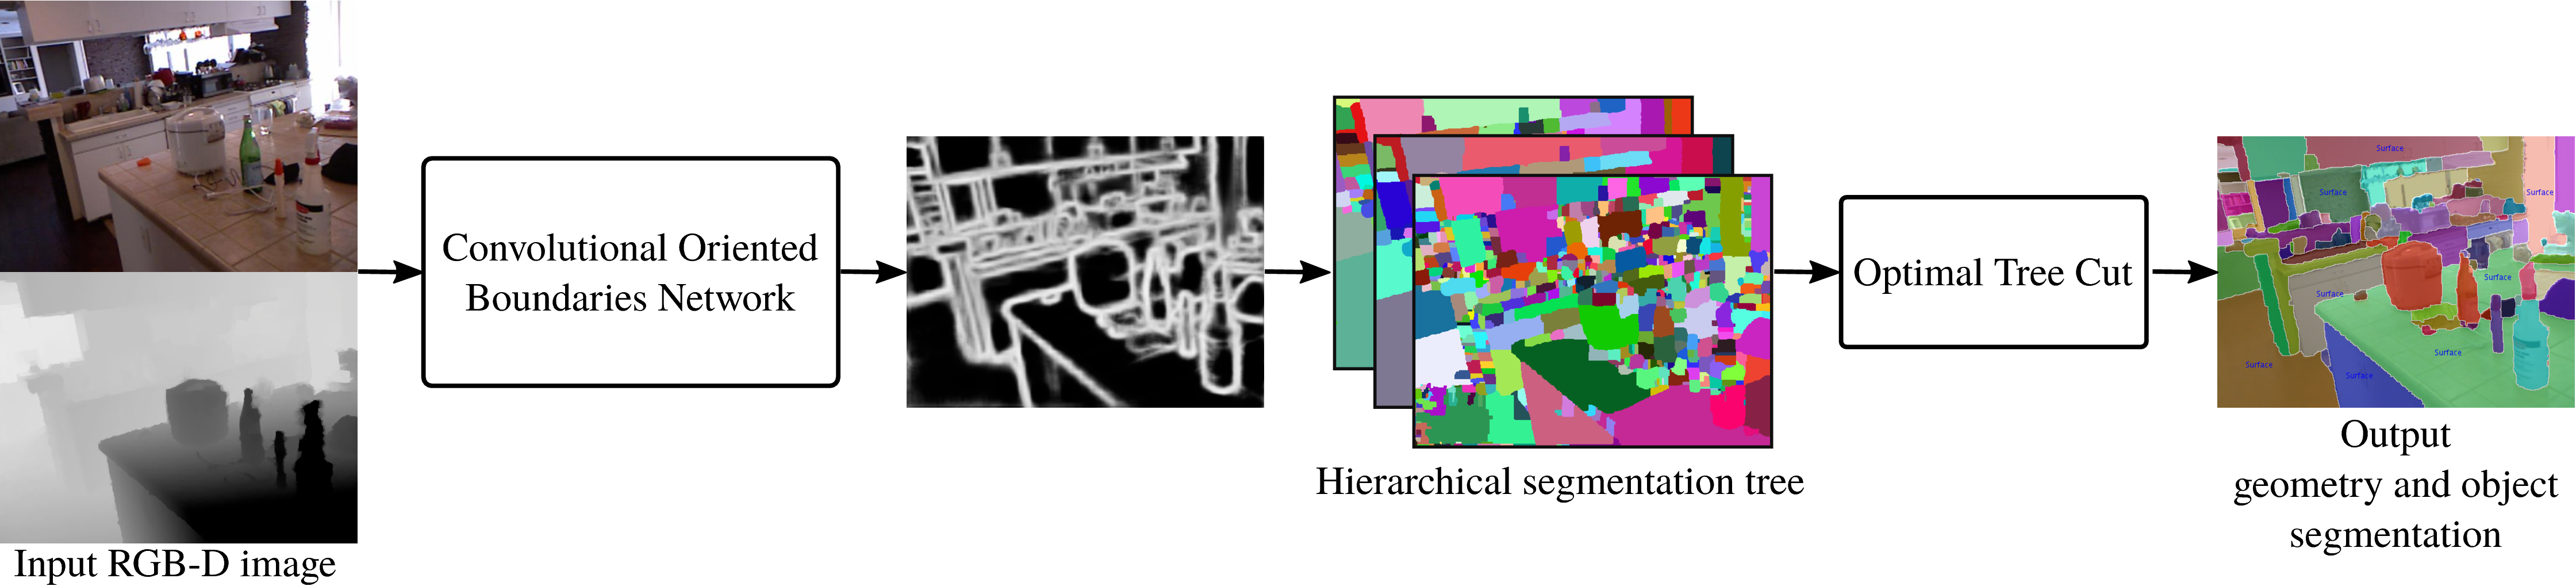 Input RGB-D image
Convolutional Oriented
Boundaries Network
Hierarchical segmentation tree
Optimal Tree Cut
Surface
Surface
Surface
Surface
Surface
Surface
Surface
Surface
Output
geometry and object
segmentation